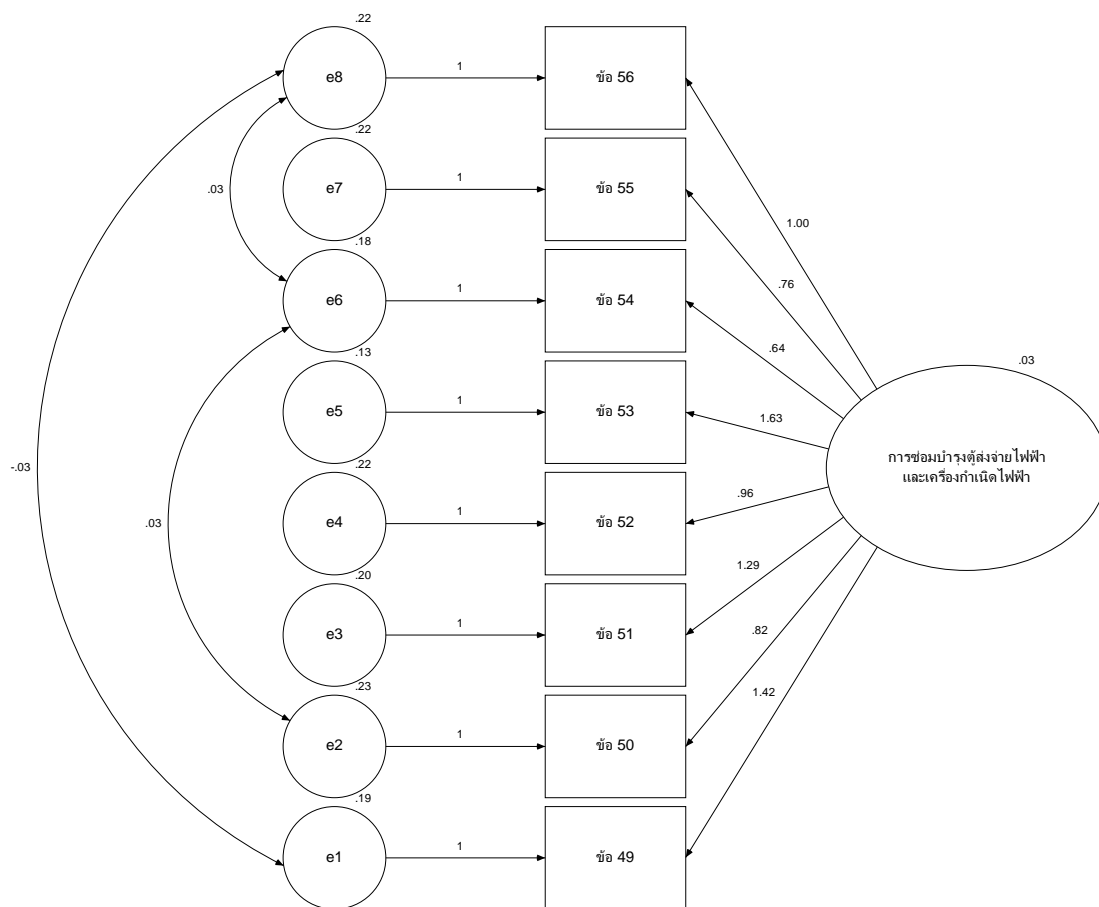 .22
e8
1
ข้อ 56
.22
e7
1
ข้อ 55
.03
1.00
.18
e6
1
ข้อ 54
.76
.64
.13
e5
1
ข้อ 53
1.63
.03
การซ่อมบำรุงตู้ส่งจ่ายไฟฟ้า
และเครื่องกำเนิดไฟฟ้า
-.03
.22
e4
1
ข้อ 52
.96
.03
.20
e3
1
ข้อ 51
1.29
.82
.23
e2
1
ข้อ 50
1.42
.19
e1
1
ข้อ 49